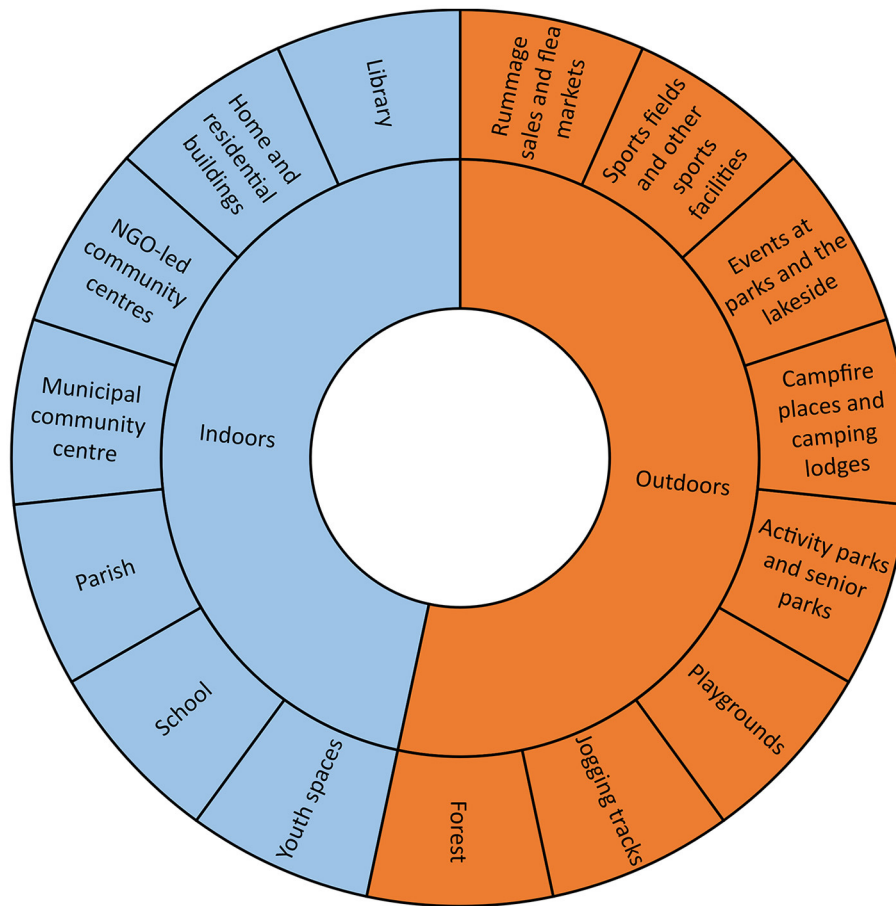 Indoors
Outdoors
Rummage
sales and flea
markets
Sports fields
and other
sports
facilities
Events at
parks and the
lakeside
Campfire
places and
camping
lodges
Activity parks
and senior
parks
Playgrounds
Jogging tracks
Forest
Youth spaces
School
Parish
Municipal
community
centre
NGO-led
community
centres
Home and
residential
buildings
Library